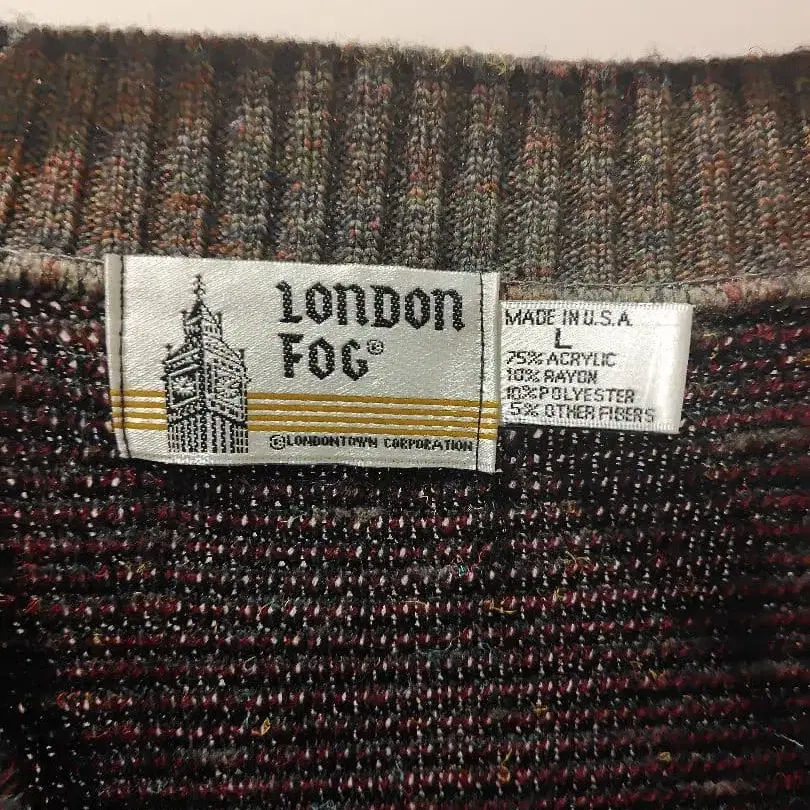 LONDON
FOG®
©LONDONTOWN CORPORATION
MADE IN U.S.A
L
75% ACRYLIC
10% RAYON
10% POLYESTER
5% OTHER FIBERS